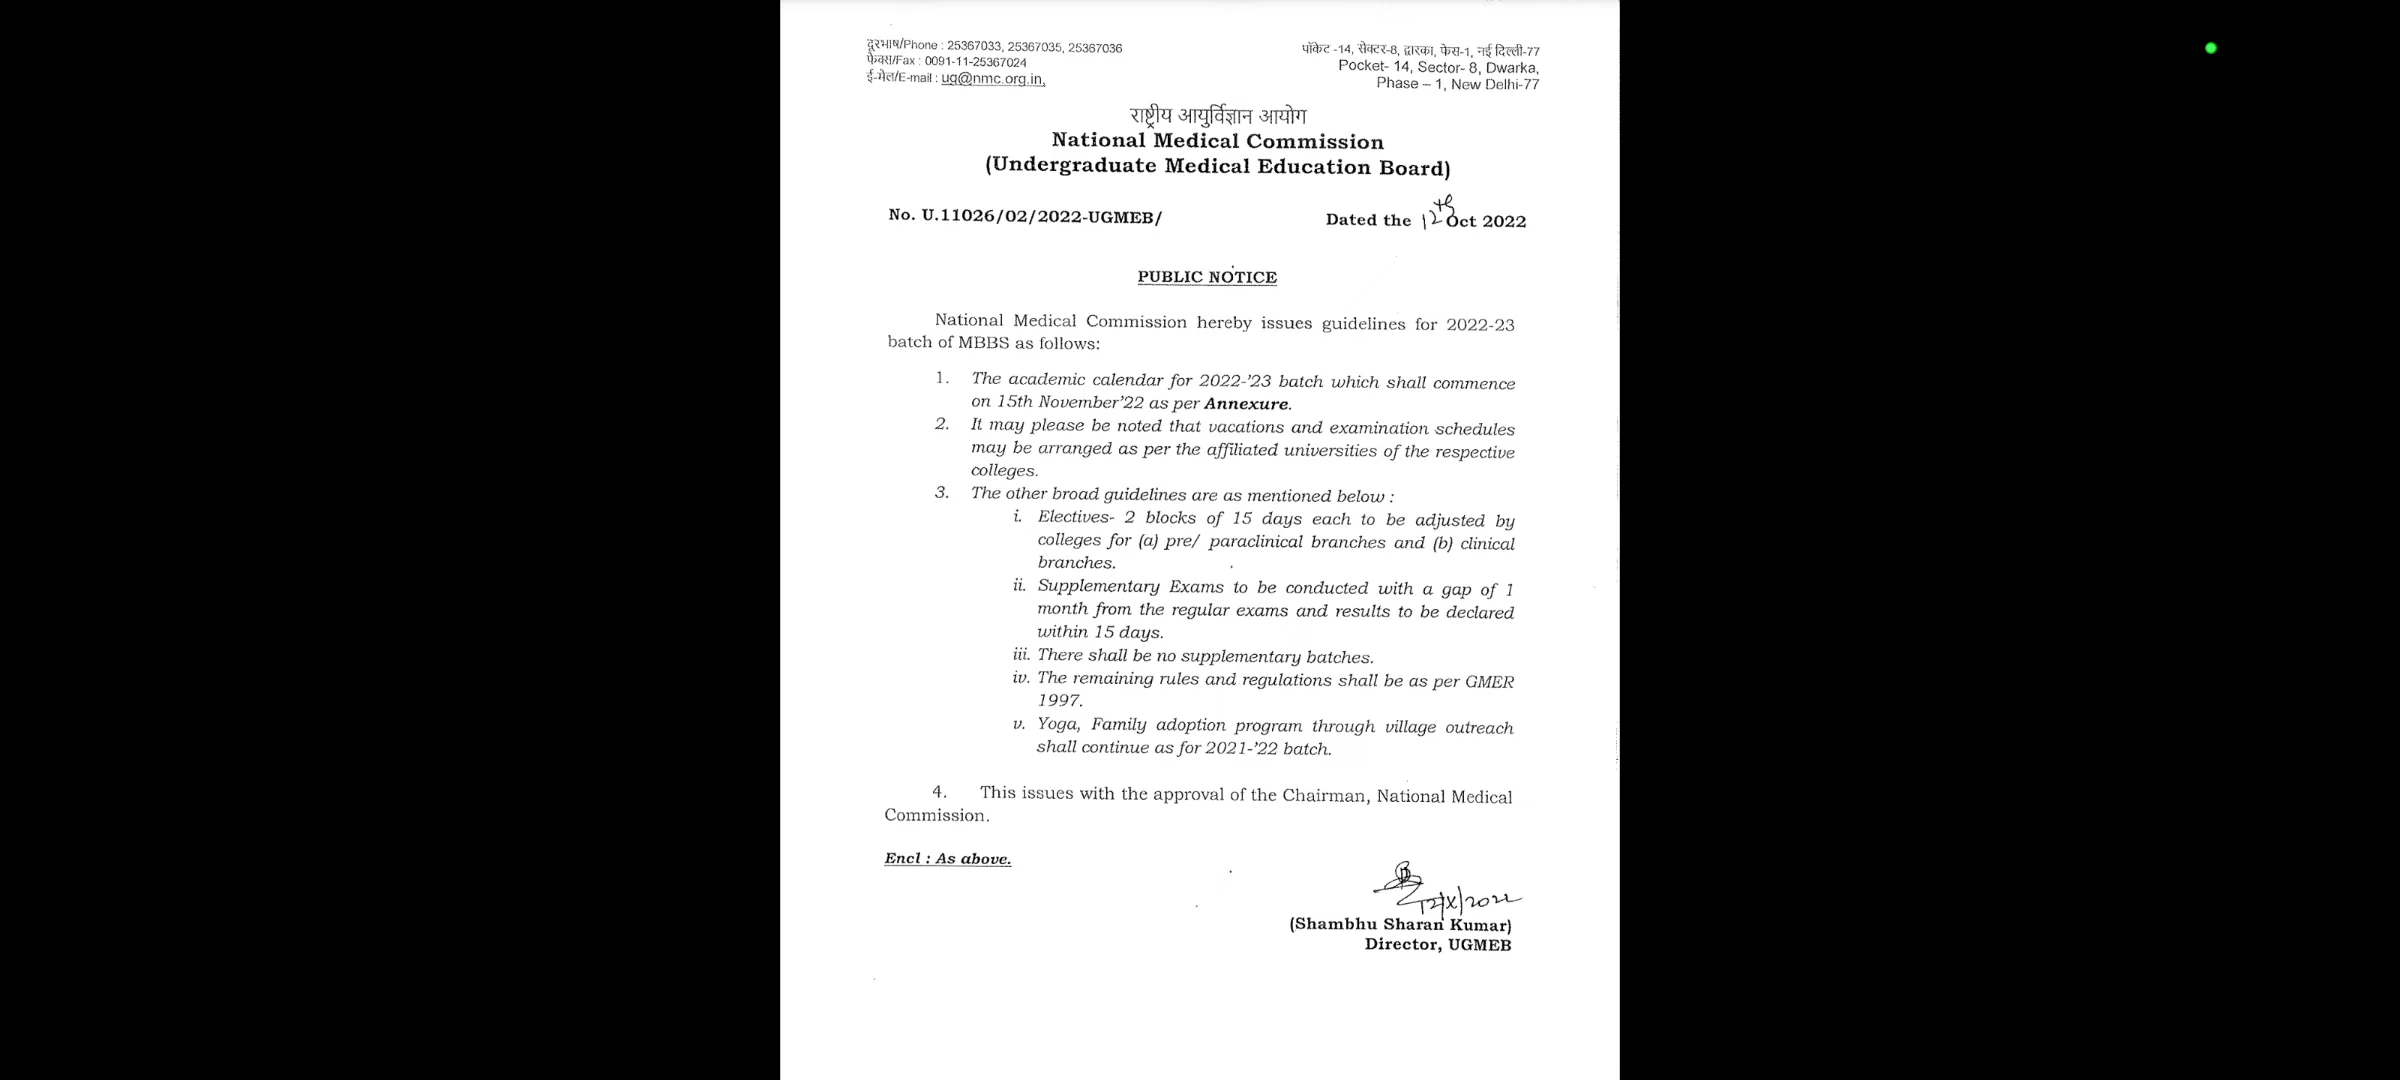 दूरभाष/Phone : 25367033, 25367035, 25367036
फेक्स/Fax : 0091-11-25367024
ई-मेल/E-mail : ug@nmc.org.in,
पॉकेट -14, सेक्टर-8, द्वारका, फेस-1, नई दिल्ली-77
Pocket- 14, Sector- 8, Dwarka,
Phase – 1, New Delhi-77
राष्ट्रीय आयुर्विज्ञान आयोग
National Medical Commission
(Undergraduate Medical Education Board)
No. U.11026/02/2022-UGMEB/
Dated the 12th Oct 2022
PUBLIC NOTICE
National Medical Commission hereby issues guidelines for 2022-23
batch of MBBS as follows:
1. The academic calendar for 2022-'23 batch which shall commence
on 15th November'22 as per Annexure.
2. It may please be noted that vacations and examination schedules
may be arranged as per the affiliated universities of the respective
colleges.
3. The other broad guidelines are as mentioned below :
i. Electives- 2 blocks of 15 days each to be adjusted by
colleges for (a) pre/ paraclinical branches and (b) clinical
branches.
ii. Supplementary Exams to be conducted with a gap of 1
month from the regular exams and results to be declared
within 15 days.
iii. There shall be no supplementary batches.
iv. The remaining rules and regulations shall be as per GMER
1997.
v. Yoga, Family adoption program through village outreach
shall continue as for 2021-'22 batch.
4. This issues with the approval of the Chairman, National Medical
Commission.
Encl : As above.
12/X/2022
(Shambhu Sharan Kumar)
Director, UGMEB